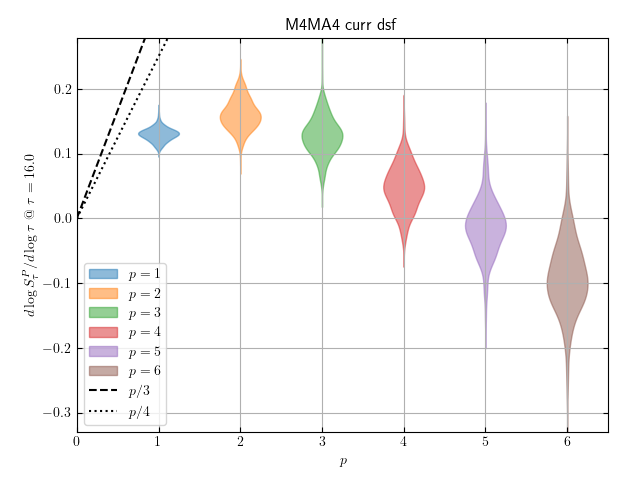 M4MA4 curr dsf
d log S_τ^P / d log τ @ τ = 16.0
0.2
0.1
0.0
−0.1
−0.2
−0.3
p = 1
p = 2
p = 3
p = 4
p = 5
p = 6
p/3
p/4
0 1 2 3 4 5 6
p